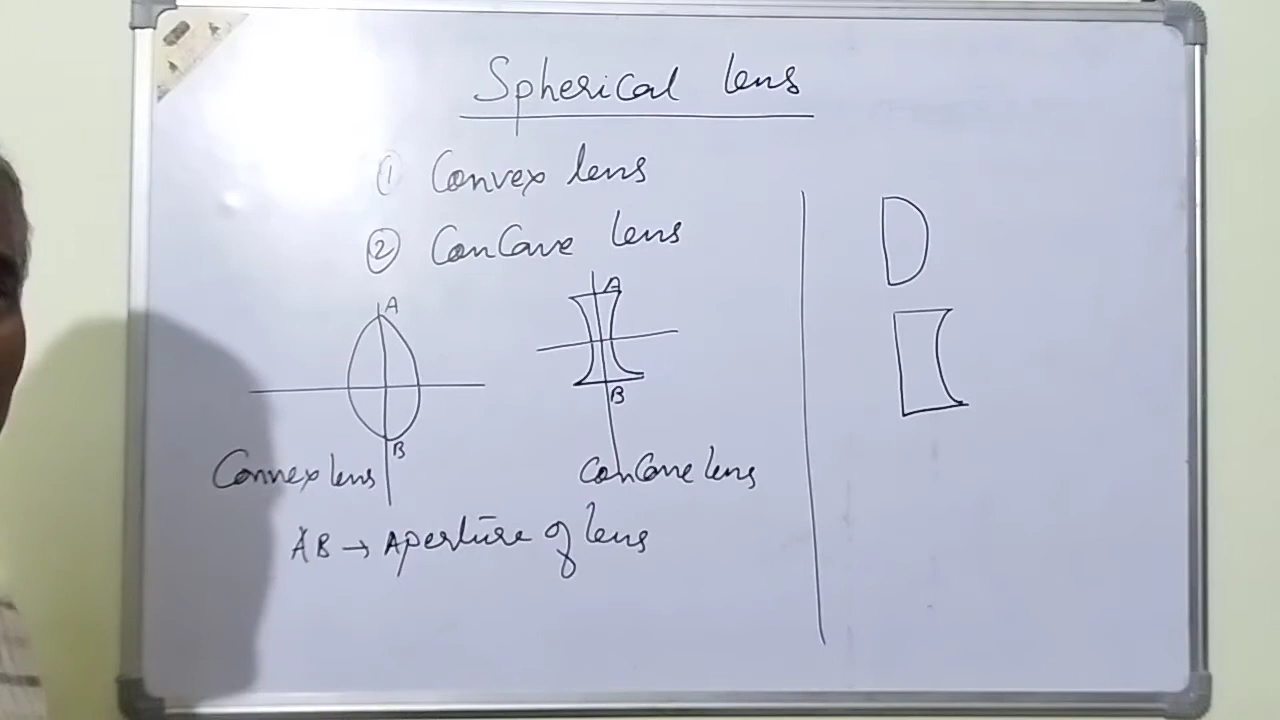 Spherical lens
① Convex lens
② Concave lens
A
A
B
B
Convex lens
Concave lens
AB → Aperture of lens